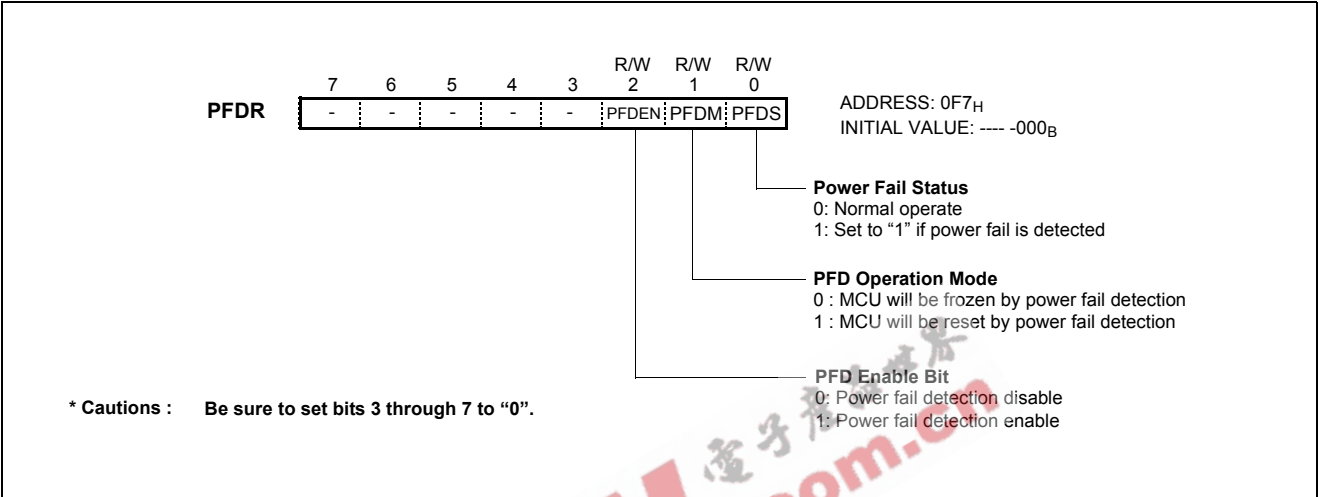 R/W R/W R/W
7 6 5 4 3 2 1 0
PFDR - - - - - PFDEN PFDM PFDS
ADDRESS: 0F7H
INITIAL VALUE: ---- -000B
Power Fail Status
0: Normal operate
1: Set to “1” if power fail is detected
PFD Operation Mode
0 : MCU will be frozen by power fail detection
1 : MCU will be reset by power fail detection
PFD Enable Bit
0: Power fail detection disable
1: Power fail detection enable
* Cautions : Be sure to set bits 3 through 7 to “0”.